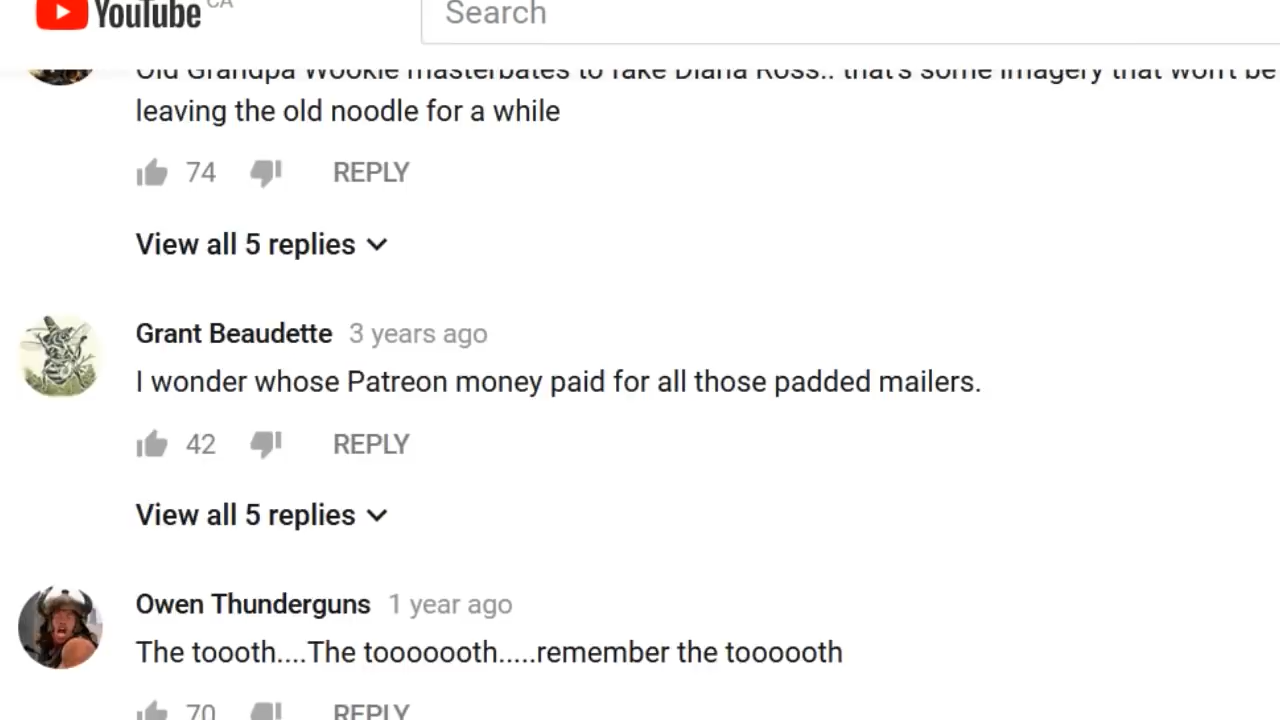 YouTube CA
Search
Old Grandpa Wookie masterbates to fake Diana Ross.. that's some imagery that won't be
leaving the old noodle for a while
74 REPLY
View all 5 replies
Grant Beaudette 3 years ago
I wonder whose Patreon money paid for all those padded mailers.
42 REPLY
View all 5 replies
Owen Thunderguns 1 year ago
The toooth....The tooooooth.....remember the toooooth
70 REPLY